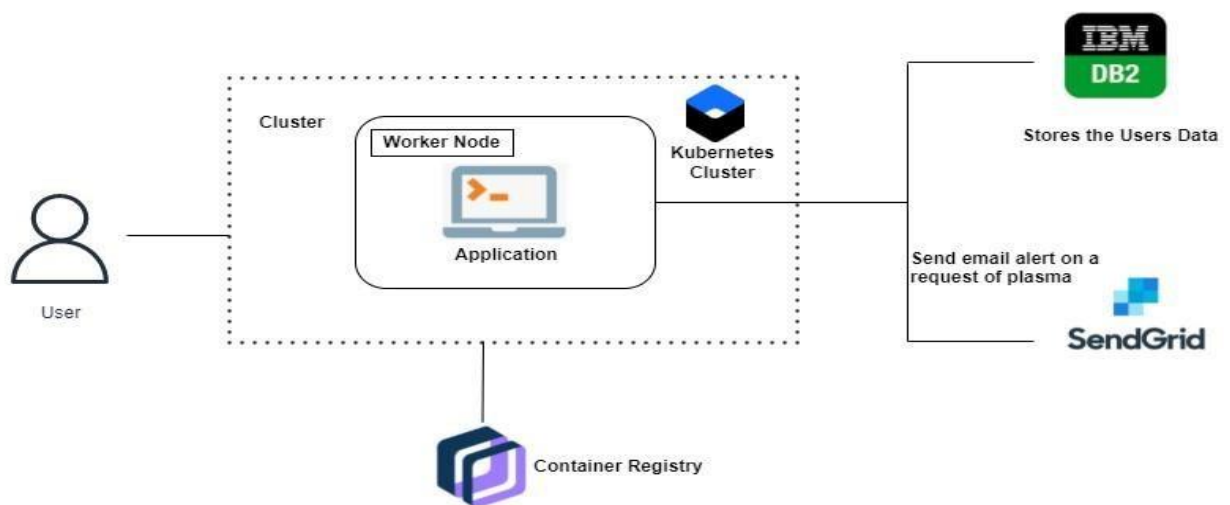 IBM
DB2
Stores the Users Data
Cluster
Worker Node
Kubernetes
Cluster
Application
User
Send email alert on a
request of plasma
SendGrid
Container Registry